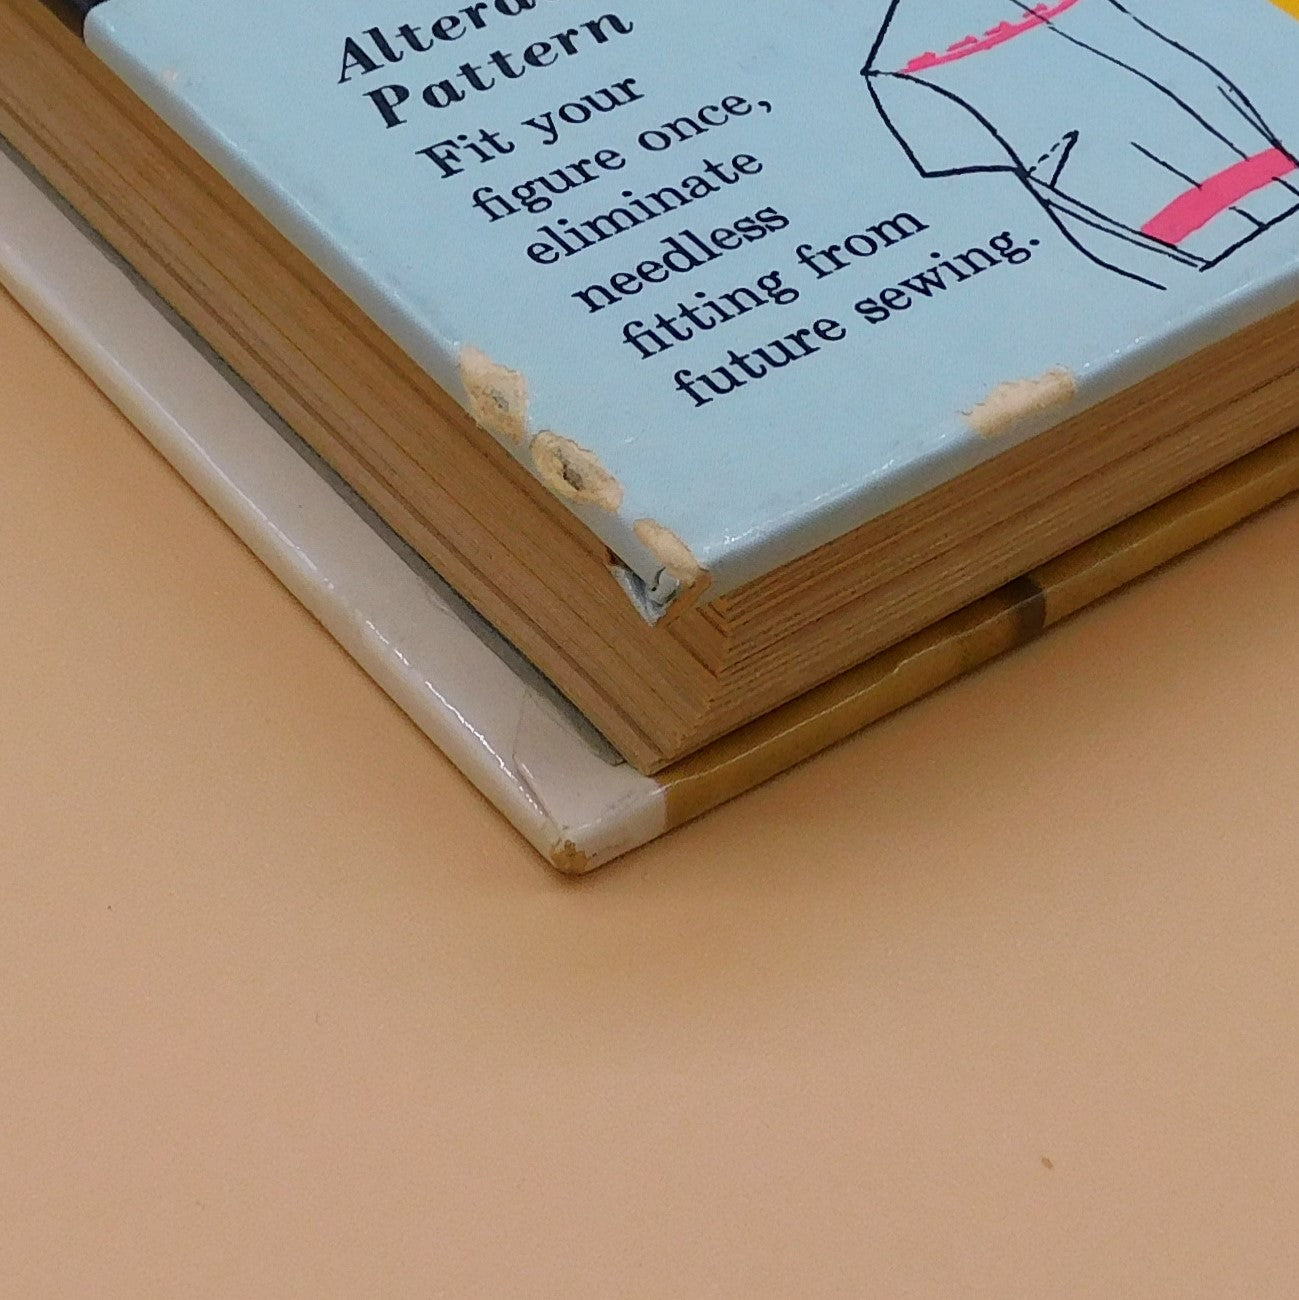 Pattern
Fit your
figure once,
eliminate
needless
fitting from
future sewing.